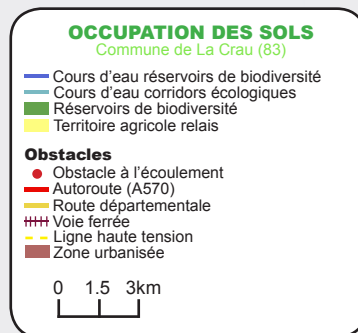 OCCUPATION DES SOLS
Commune de La Crau (83)
Cours d'eau réservoirs de biodiversité
Cours d'eau corridors écologiques
Réservoirs de biodiversité
Territoire agricole relais
Obstacles
Obstacle à l'écoulement
Autoroute (A570)
Route départementale
Voie ferrée
Ligne haute tension
Zone urbanisée
0 1.5 3km